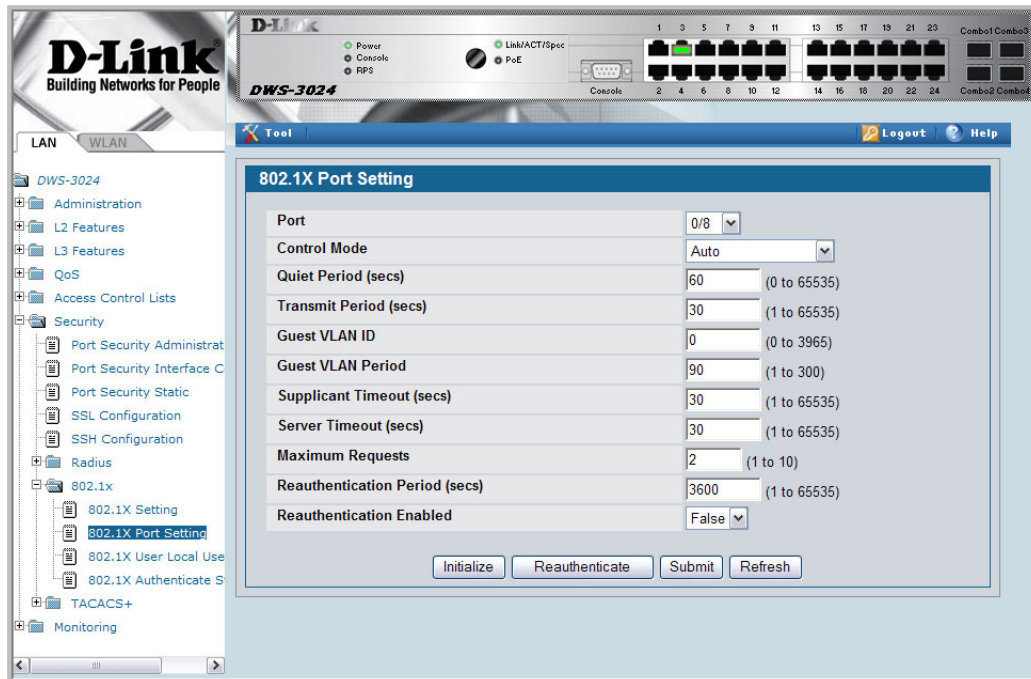 D-Link
Building Networks for People
D-Link
Power
Console
RPS
Link/ACT/Spec
PoE
DWS-3024
Console
1 3 5 7 9 11 13 15 17 19 21 23
2 4 6 8 10 12 14 16 18 20 22 24
Combo1 Combo3
Combo2 Combo4
LAN WLAN
Tool
Logout
Help
DWS-3024
Administration
L2 Features
L3 Features
QoS
Access Control Lists
Security
Port Security Administrat
Port Security Interface C
Port Security Static
SSL Configuration
SSH Configuration
Radius
802.1x
802.1X Setting
802.1X Port Setting
802.1X User Local Use
802.1X Authenticate S
TACACS+
Monitoring
802.1X Port Setting
Port 0/8
Control Mode Auto
Quiet Period (secs) 60 (0 to 65535)
Transmit Period (secs) 30 (1 to 65535)
Guest VLAN ID 0 (0 to 3965)
Guest VLAN Period 90 (1 to 300)
Supplicant Timeout (secs) 30 (1 to 65535)
Server Timeout (secs) 30 (1 to 65535)
Maximum Requests 2 (1 to 10)
Reauthentication Period (secs) 3600 (1 to 65535)
Reauthentication Enabled False
Initialize Reauthenticate Submit Refresh